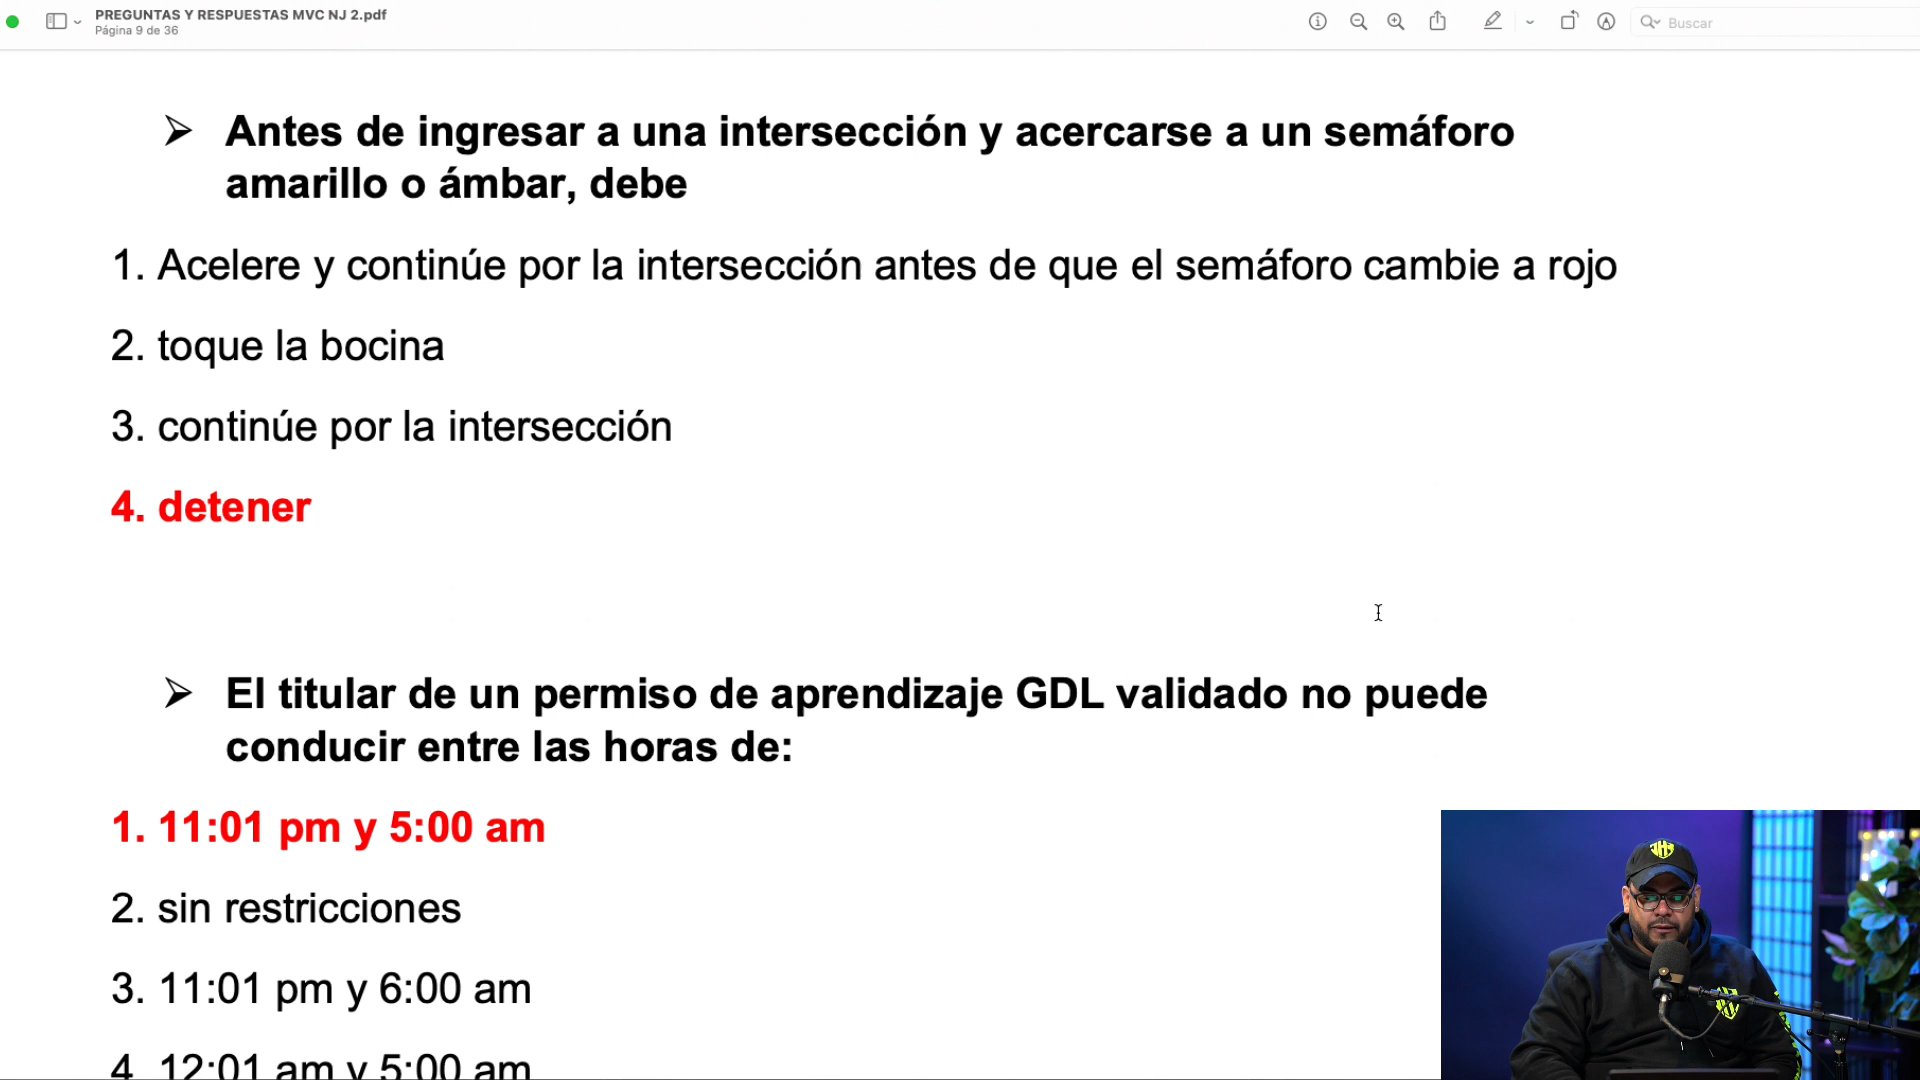 PREGUNTAS Y RESPUESTAS MVC NJ 2.pdf
Página 9 de 36
Buscar
➢ Antes de ingresar a una intersección y acercarse a un semáforo
amarillo o ámbar, debe
1. Acelere y continúe por la intersección antes de que el semáforo cambie a rojo
2. toque la bocina
3. continúe por la intersección
4. detener
➢ El titular de un permiso de aprendizaje GDL validado no puede
conducir entre las horas de:
1. 11:01 pm y 5:00 am
2. sin restricciones
3. 11:01 pm y 6:00 am
4. 12:01 am y 5:00 am